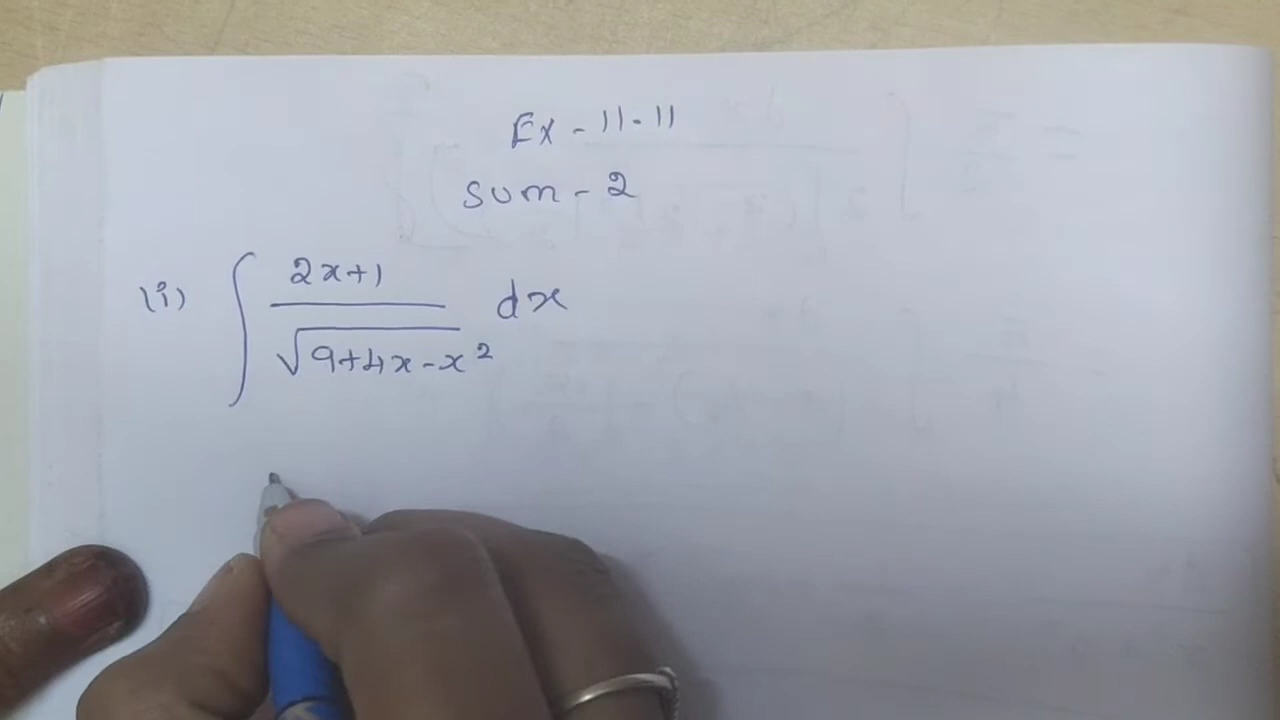 Ex - 11.11
Sum - 2
(i) ∫ 2x+1 / √9+4x-x² dx